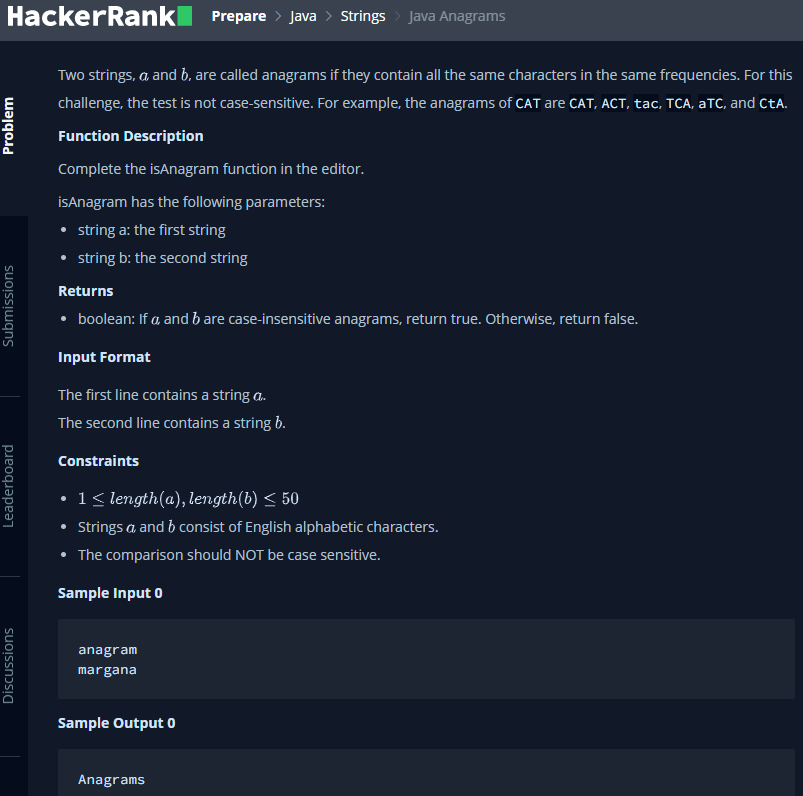 HackerRank Prepare > Java > Strings > Java Anagrams
Problem
Submissions
Leaderboard
Discussions
Two strings, a and b, are called anagrams if they contain all the same characters in the same frequencies. For this
challenge, the test is not case-sensitive. For example, the anagrams of CAT are CAT, ACT, tac, TCA, aTC, and CtA.
Function Description
Complete the isAnagram function in the editor.
isAnagram has the following parameters:
• string a: the first string
• string b: the second string
Returns
• boolean: If a and b are case-insensitive anagrams, return true. Otherwise, return false.
Input Format
The first line contains a string a.
The second line contains a string b.
Constraints
• 1 ≤ length(a), length(b) ≤ 50
• Strings a and b consist of English alphabetic characters.
• The comparison should NOT be case sensitive.
Sample Input 0
anagram
margana
Sample Output 0
Anagrams